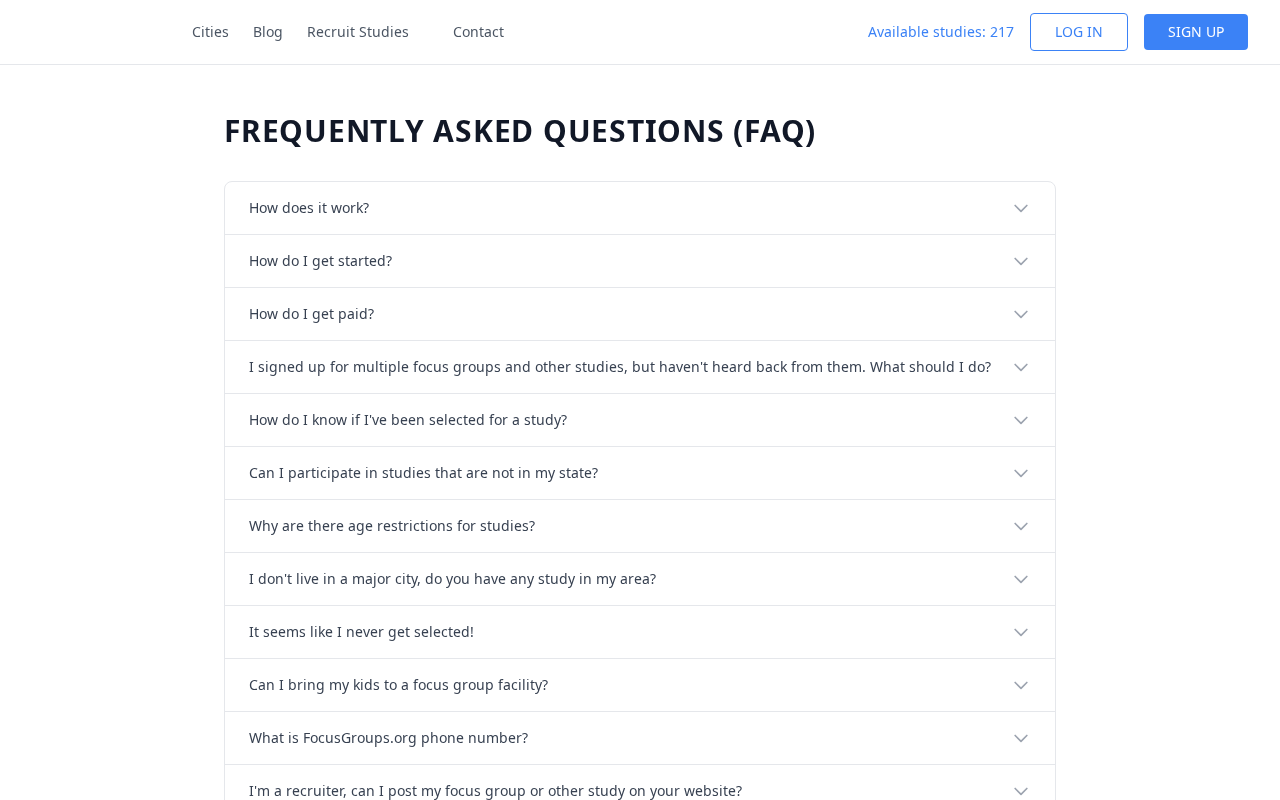 Cities Blog Recruit Studies Contact Available studies: 217 LOG IN SIGN UP
FREQUENTLY ASKED QUESTIONS (FAQ)
How does it work?
How do I get started?
How do I get paid?
I signed up for multiple focus groups and other studies, but haven't heard back from them. What should I do?
How do I know if I've been selected for a study?
Can I participate in studies that are not in my state?
Why are there age restrictions for studies?
I don't live in a major city, do you have any study in my area?
It seems like I never get selected!
Can I bring my kids to a focus group facility?
What is FocusGroups.org phone number?
I'm a recruiter, can I post my focus group or other study on your website?